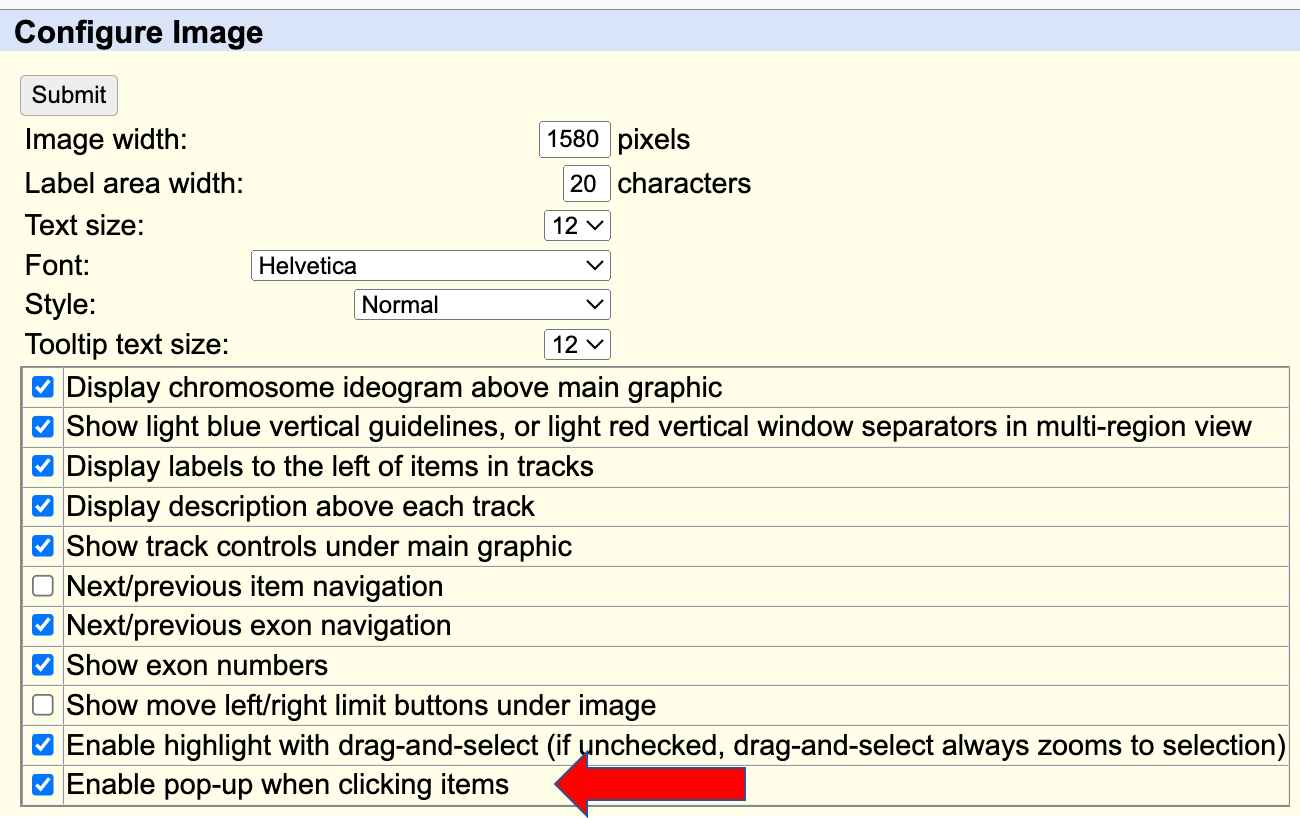 Configure Image
Submit
Image width: 1580 pixels
Label area width: 20 characters
Text size: 12
Font: Helvetica
Style: Normal
Tooltip text size: 12
Display chromosome ideogram above main graphic
Show light blue vertical guidelines, or light red vertical window separators in multi-region view
Display labels to the left of items in tracks
Display description above each track
Show track controls under main graphic
Next/previous item navigation
Next/previous exon navigation
Show exon numbers
Show move left/right limit buttons under image
Enable highlight with drag-and-select (if unchecked, drag-and-select always zooms to selection)
Enable pop-up when clicking items